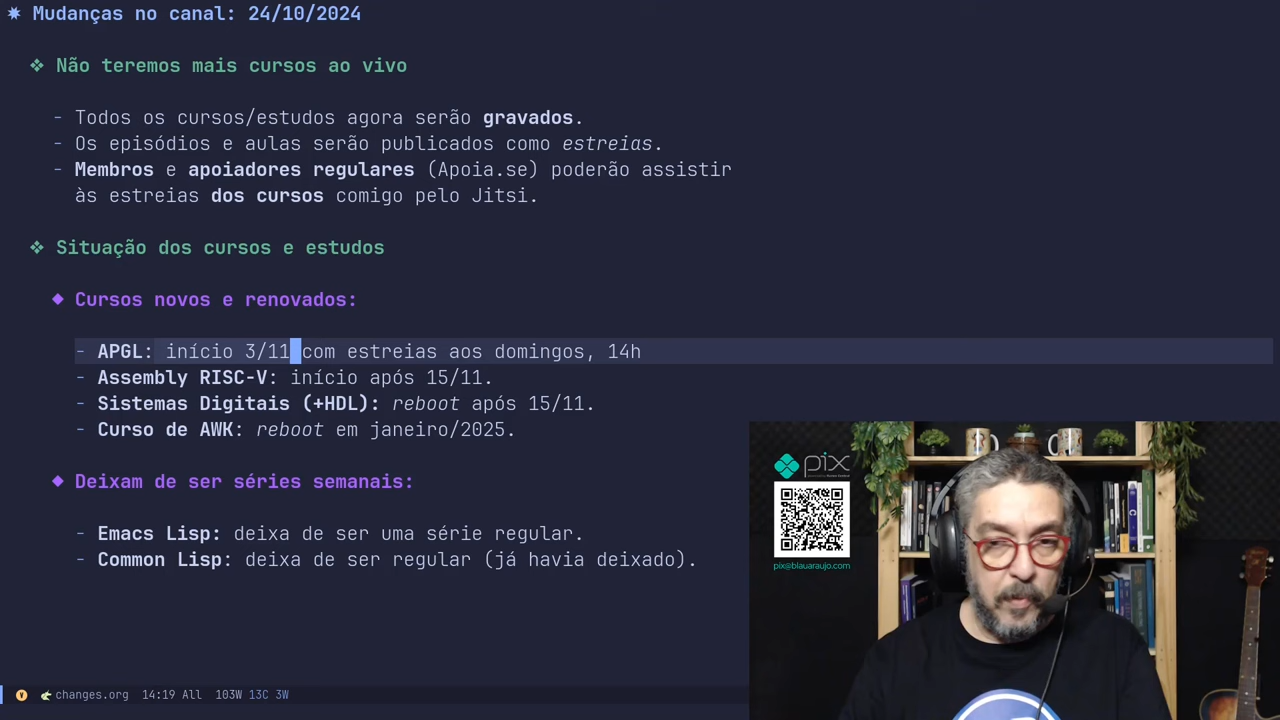 Mudanças no canal: 24/10/2024
Não teremos mais cursos ao vivo
- Todos os cursos/estudos agora serão gravados.
- Os episódios e aulas serão publicados como estreias.
- Membros e apoiadores regulares (Apoia.se) poderão assistir
às estreias dos cursos comigo pelo Jitsi.
Situação dos cursos e estudos
Cursos novos e renovados:
- APGL: início 3/11 com estreias aos domingos, 14h
- Assembly RISC-V: início após 15/11.
- Sistemas Digitais (+HDL): reboot após 15/11.
- Curso de AWK: reboot em janeiro/2025.
Deixam de ser séries semanais:
- Emacs Lisp: deixa de ser uma série regular.
- Common Lisp: deixa de ser regular (já havia deixado).
pix
pix@blauaraujo.com
V changes.org 14:19 All 103W 13C 3W